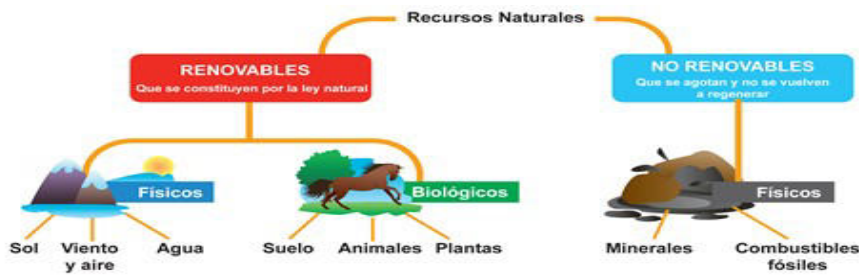 Recursos Naturales
RENOVABLES
Que se constituyen por la ley natural
NO RENOVABLES
Que se agotan y no se vuelven
a regenerar
Físicos
Biológicos
Físicos
Sol
Viento
y aire
Agua
Suelo
Animales
Plantas
Minerales
Combustibles
fósiles